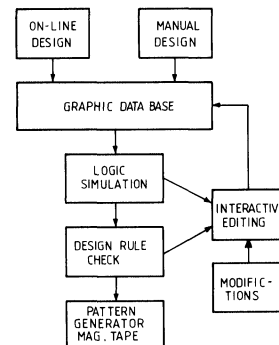 ON-LINE
DESIGN
MANUAL
DESIGN
GRAPHIC DATA BASE
LOGIC
SIMULATION
INTERACTIV
EDITING
DESIGN RULE
CHECK
MODIFIC-
TIONS
PATTERN
GENERATOR
MAG. TAPE